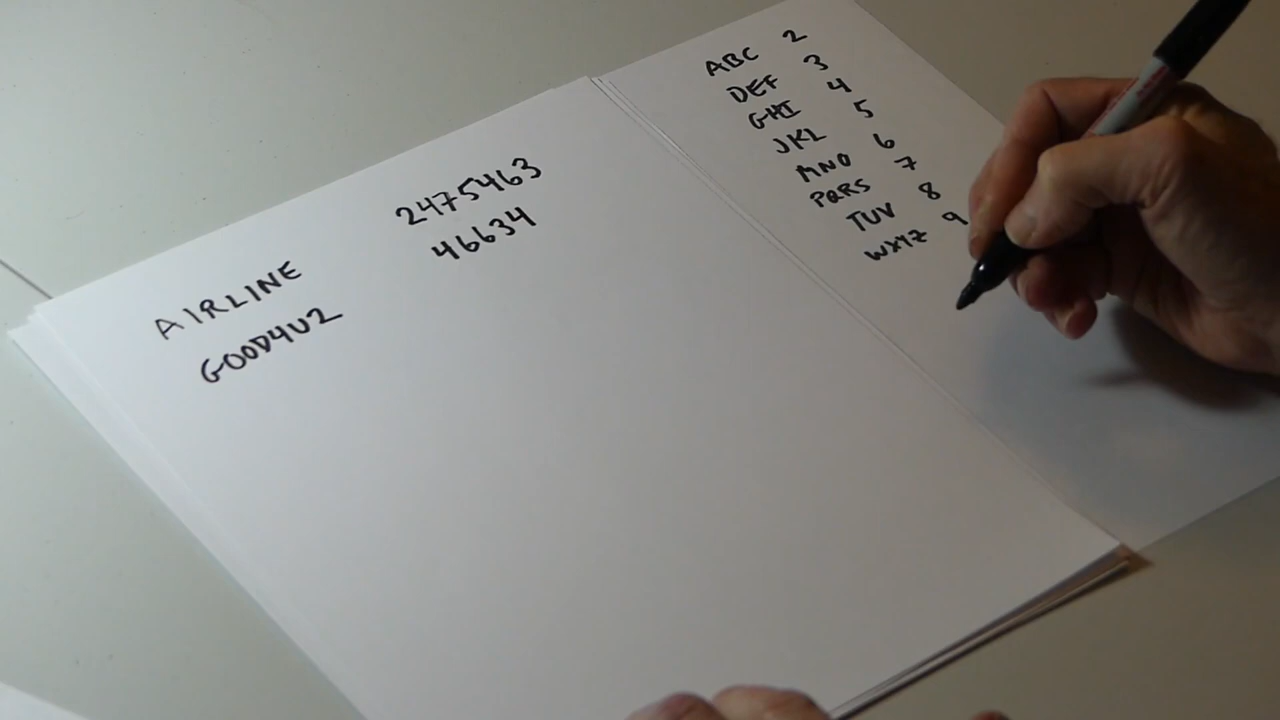 AIRLINE 2475463
GOOD4U2 46634
ABC 2
DEF 3
GHI 4
JKL 5
MNO 6
PQRS 7
TUV 8
WXYZ 9